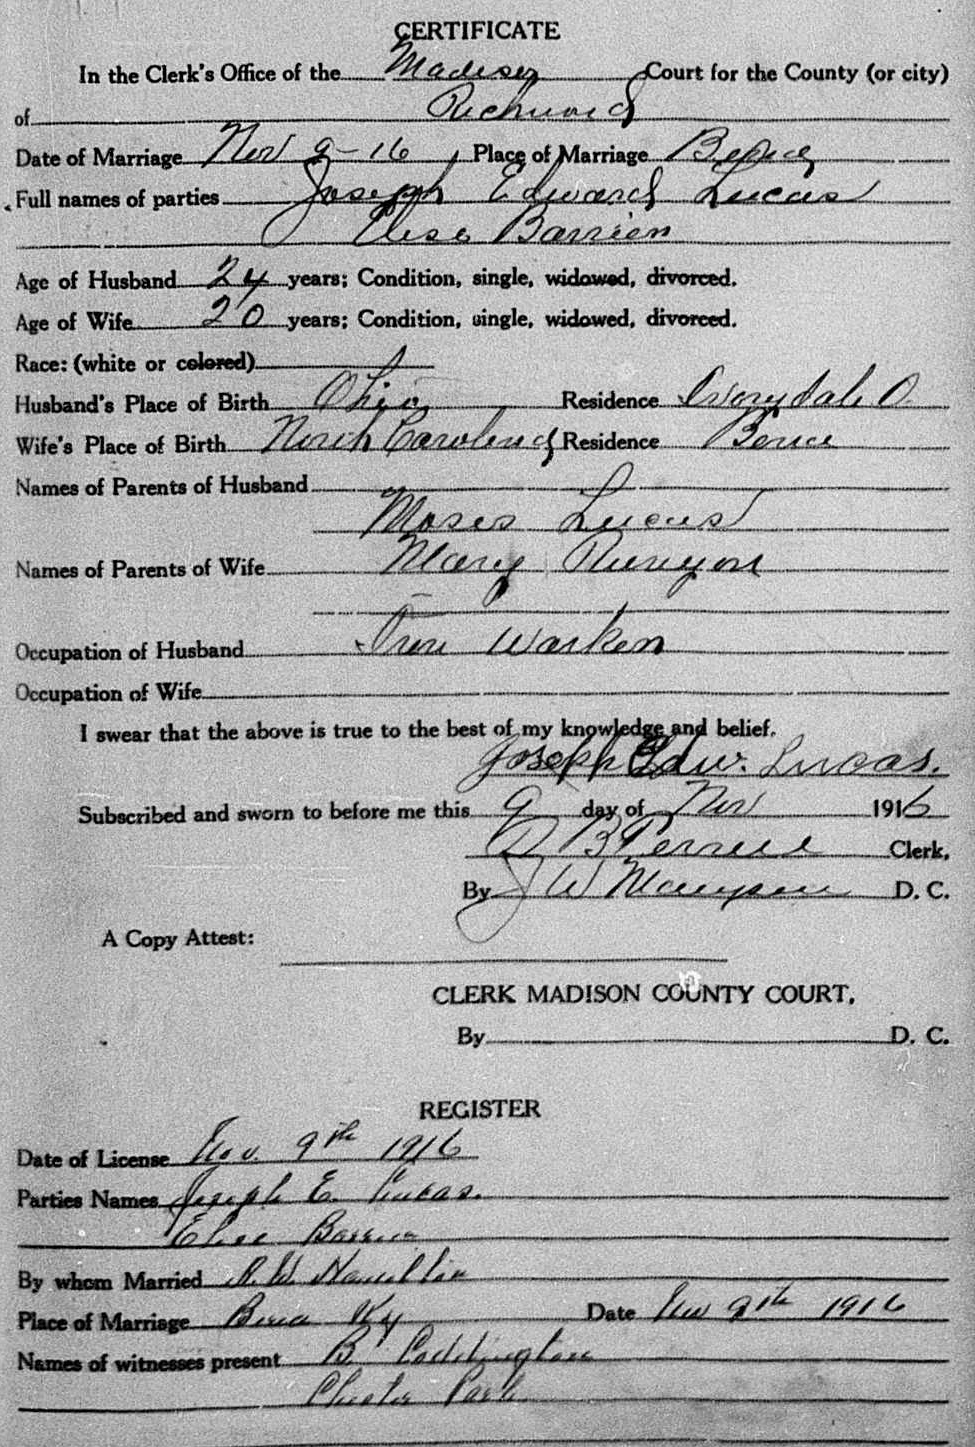 CERTIFICATE
In the Clerk's Office of the Madison Court for the County (or city)
of Richmond
Date of Marriage Nov 9-16 Place of Marriage Berea
Full names of parties Joseph Edward Lucas
Elise Barrien
Age of Husband 24 years; Condition, single, widowed, divorced.
Age of Wife 20 years; Condition, single, widowed, divorced.
Race: (white or colored)
Husband's Place of Birth Ohio Residence Ivorydale O.
Wife's Place of Birth North Carolina Residence Berea
Names of Parents of Husband
Moses Lucas
Names of Parents of Wife Mary Runyon
Occupation of Husband Iron Worker
Occupation of Wife
I swear that the above is true to the best of my knowledge and belief.
Joseph Edw. Lucas.
Subscribed and sworn to before me this 9 day of Nov 1916
B Clerk,
By J W D. C.
A Copy Attest:
CLERK MADISON COUNTY COURT,
By D. C.
REGISTER
Date of License Nov. 9th 1916
Parties Names Joseph E. Lucas.
Elise
By whom Married
Place of Marriage Berea Ky Date Nov 9th 1916
Names of witnesses present B Coddington
Chester Park